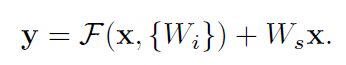 y = ℱ(x, {Wᵢ}) + Wₛx.